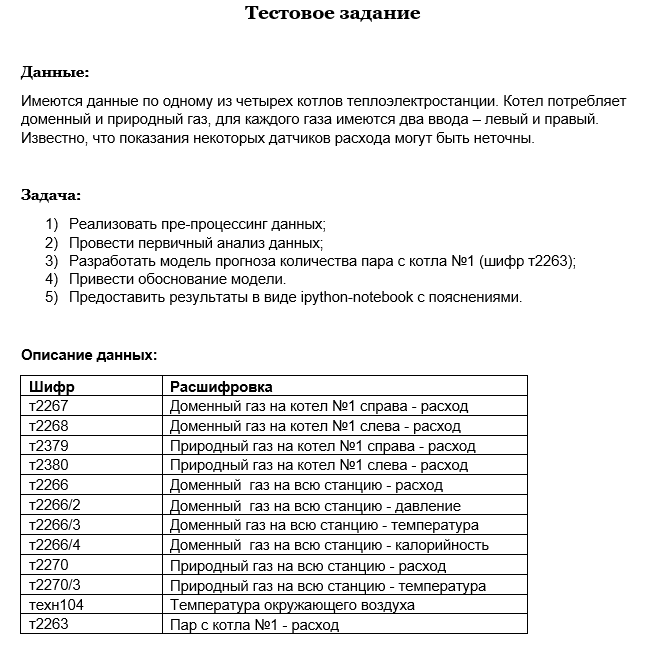 Тестовое задание
Данные:
Имеются данные по одному из четырех котлов теплоэлектростанции. Котел потребляет
доменный и природный газ, для каждого газа имеются два ввода – левый и правый.
Известно, что показания некоторых датчиков расхода могут быть неточны.
Задача:
1) Реализовать пре-процессинг данных;
2) Провести первичный анализ данных;
3) Разработать модель прогноза количества пара с котла №1 (шифр т2263);
4) Привести обоснование модели.
5) Предоставить результаты в виде ipython-notebook с пояснениями.
Описание данных:
Шифр Расшифровка
т2267 Доменный газ на котел №1 справа - расход
т2268 Доменный газ на котел №1 слева - расход
т2379 Природный газ на котел №1 справа - расход
т2380 Природный газ на котел №1 слева - расход
т2266 Доменный газ на всю станцию - расход
т2266/2 Доменный газ на всю станцию - давление
т2266/3 Доменный газ на всю станцию - температура
т2266/4 Доменный газ на всю станцию - калорийность
т2270 Природный газ на всю станцию - расход
т2270/3 Природный газ на всю станцию - температура
техн104 Температура окружающего воздуха
т2263 Пар с котла №1 - расход